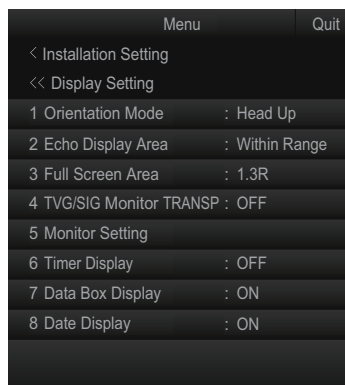 Menu Quit
< Installation Setting
<< Display Setting
1 Orientation Mode : Head Up
2 Echo Display Area : Within Range
3 Full Screen Area : 1.3R
4 TVG/SIG Monitor TRANSP : OFF
5 Monitor Setting
6 Timer Display : OFF
7 Data Box Display : ON
8 Date Display : ON